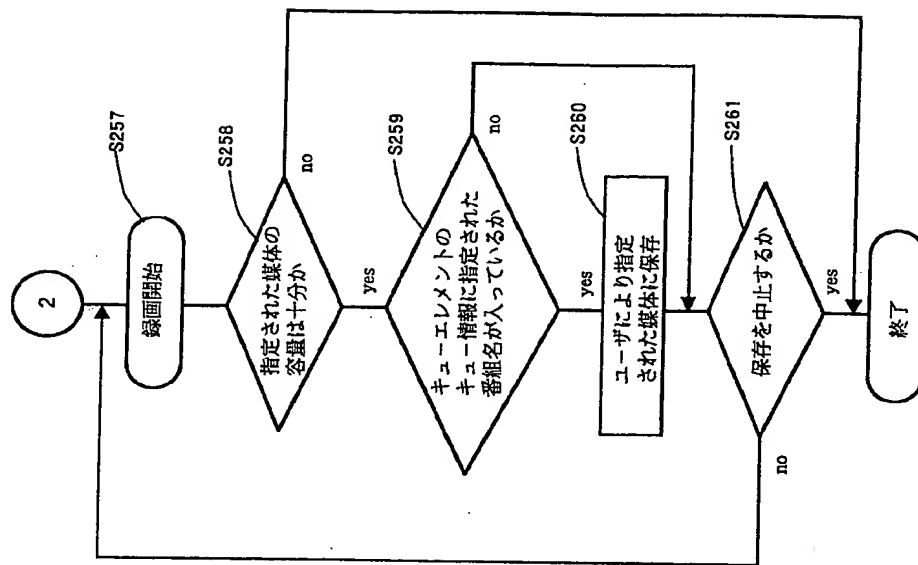 2
S257
録画開始
S258
指定された媒体の
容量は十分か
no
yes
S259
キューエレメントの
キュー情報に指定された
番組名が入っているか
no
yes
S260
ユーザにより指定
された媒体に保存
S261
保存を中止するか
no
yes
終了